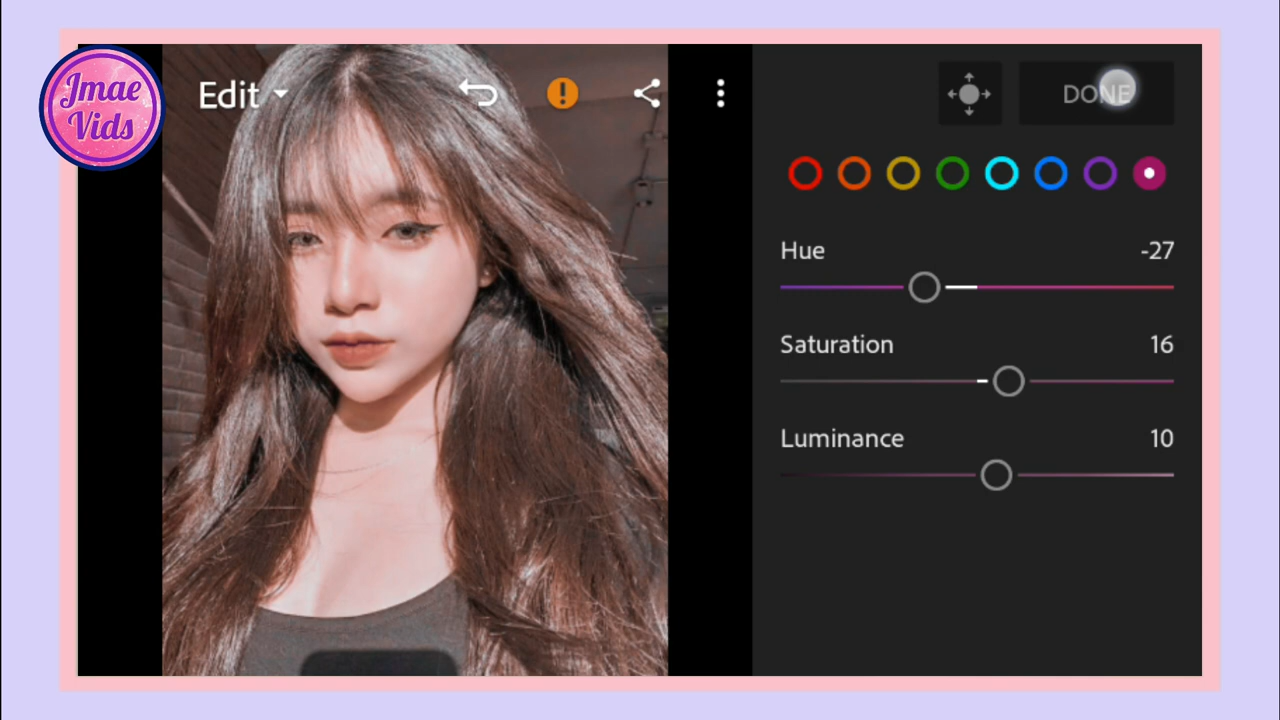 Jmae
Vids
Edit
DONE
Hue -27
Saturation 16
Luminance 10